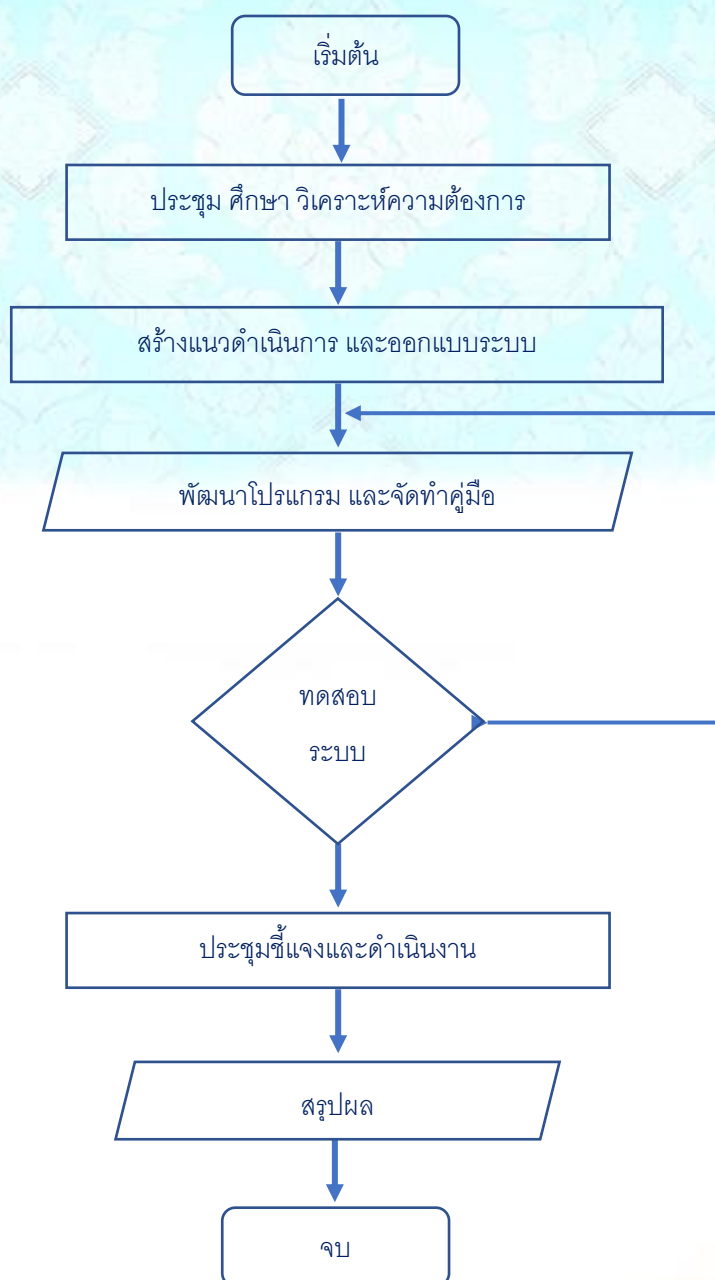 เริ่มต้น
ประชุม ศึกษา วิเคราะห์ความต้องการ
สร้างแนวดำเนินการ และออกแบบระบบ
พัฒนาโปรแกรม และจัดทำคู่มือ
ทดสอบ
ระบบ
ประชุมชี้แจงและดำเนินงาน
สรุปผล
จบ